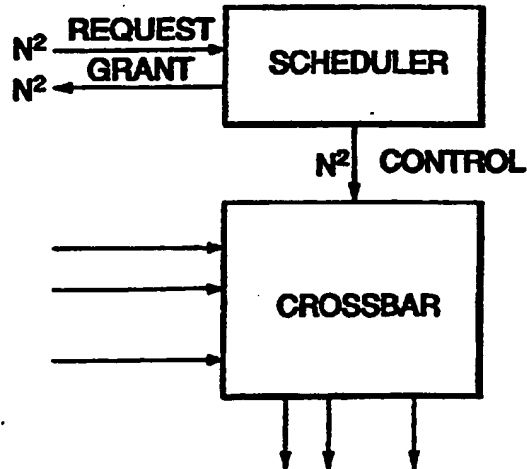 N² REQUEST
N² GRANT
SCHEDULER
N² CONTROL
CROSSBAR